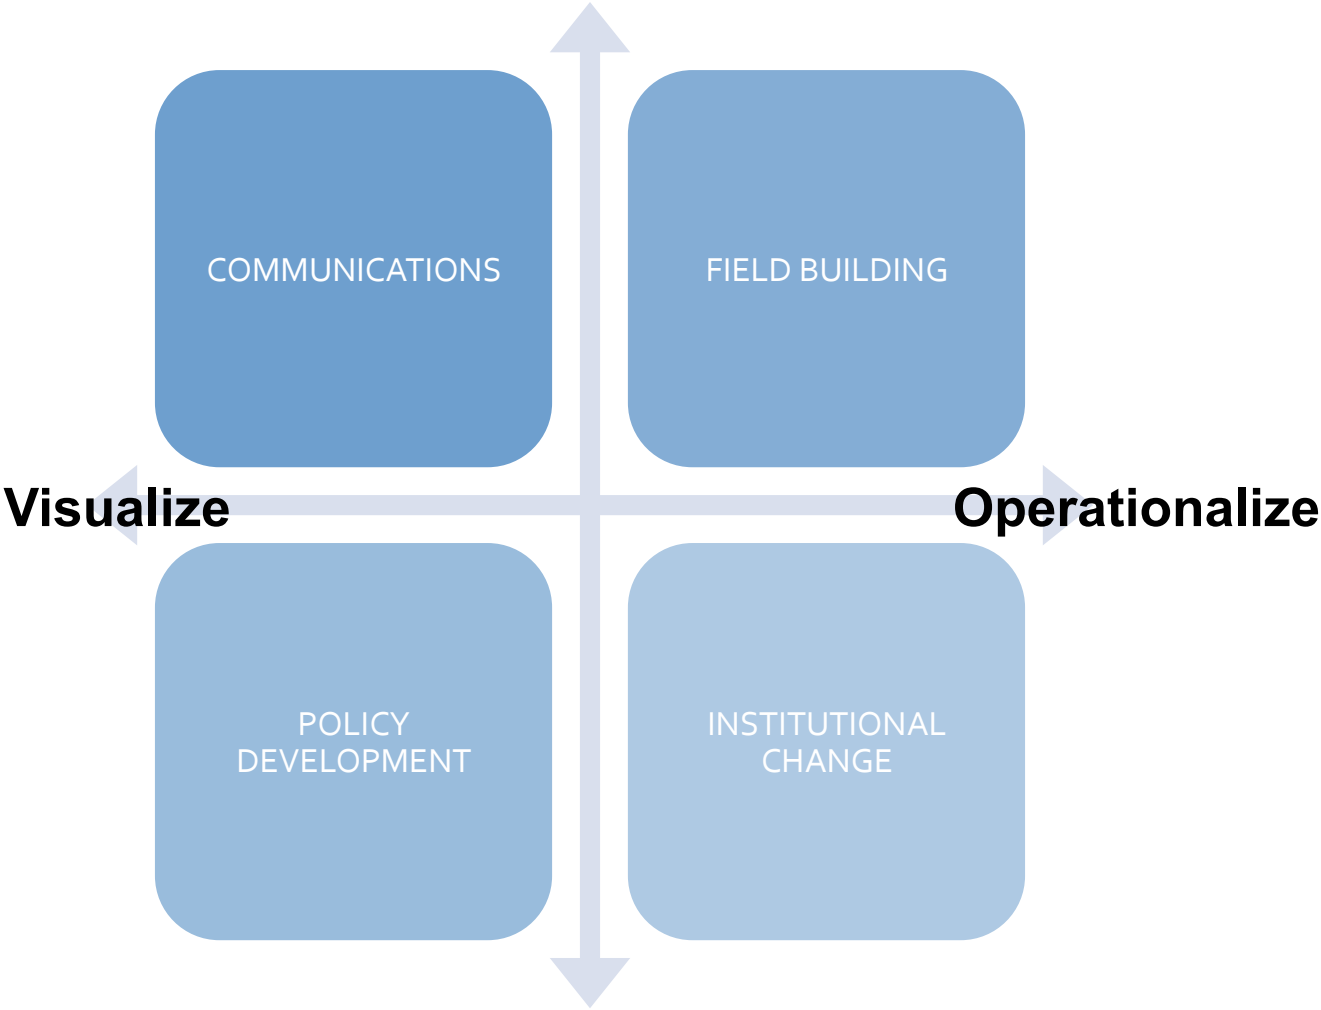 COMMUNICATIONS
FIELD BUILDING
Visualize
Operationalize
POLICY
DEVELOPMENT
INSTITUTIONAL
CHANGE